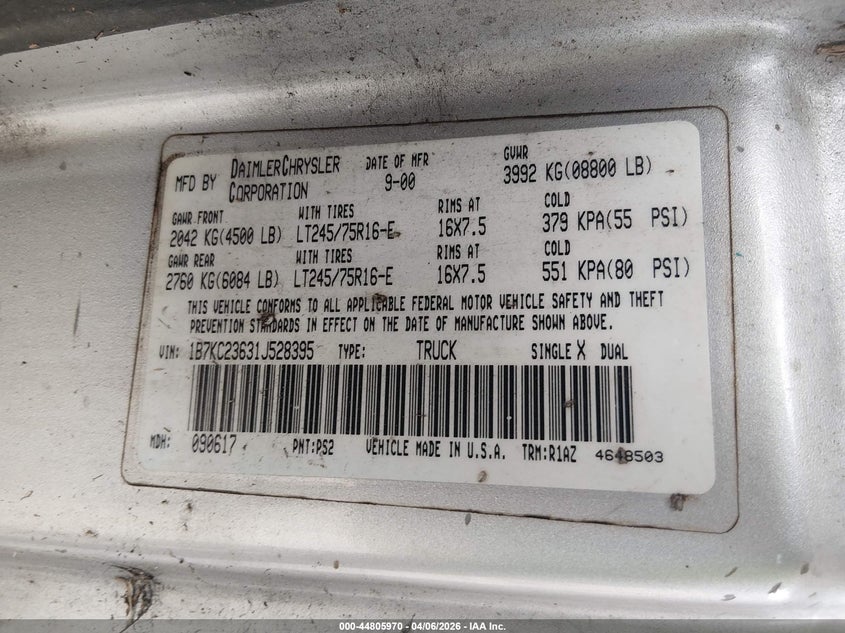 MFD BY DAIMLERCHRYSLER CORPORATION DATE OF MFR 9-00 GVWR 3992 KG(08800 LB)
GAWR FRONT WITH TIRES RIMS AT COLD
2042 KG(4500 LB) LT245/75R16-E 16X7.5 379 KPA(55 PSI)
GAWR REAR WITH TIRES RIMS AT COLD
2760 KG(6084 LB) LT245/75R16-E 16X7.5 551 KPA(80 PSI)
THIS VEHICLE CONFORMS TO ALL APPLICABLE FEDERAL MOTOR VEHICLE SAFETY AND THEFT
PREVENTION STANDARDS IN EFFECT ON THE DATE OF MANUFACTURE SHOWN ABOVE.
VIN: 1B7KC23631J528395 TYPE: TRUCK SINGLE X DUAL
MDH: 090617 PNT:PS2 VEHICLE MADE IN U.S.A. TRM:R1AZ 4648503
000-44805970 - 04/06/2026 - IAA Inc.